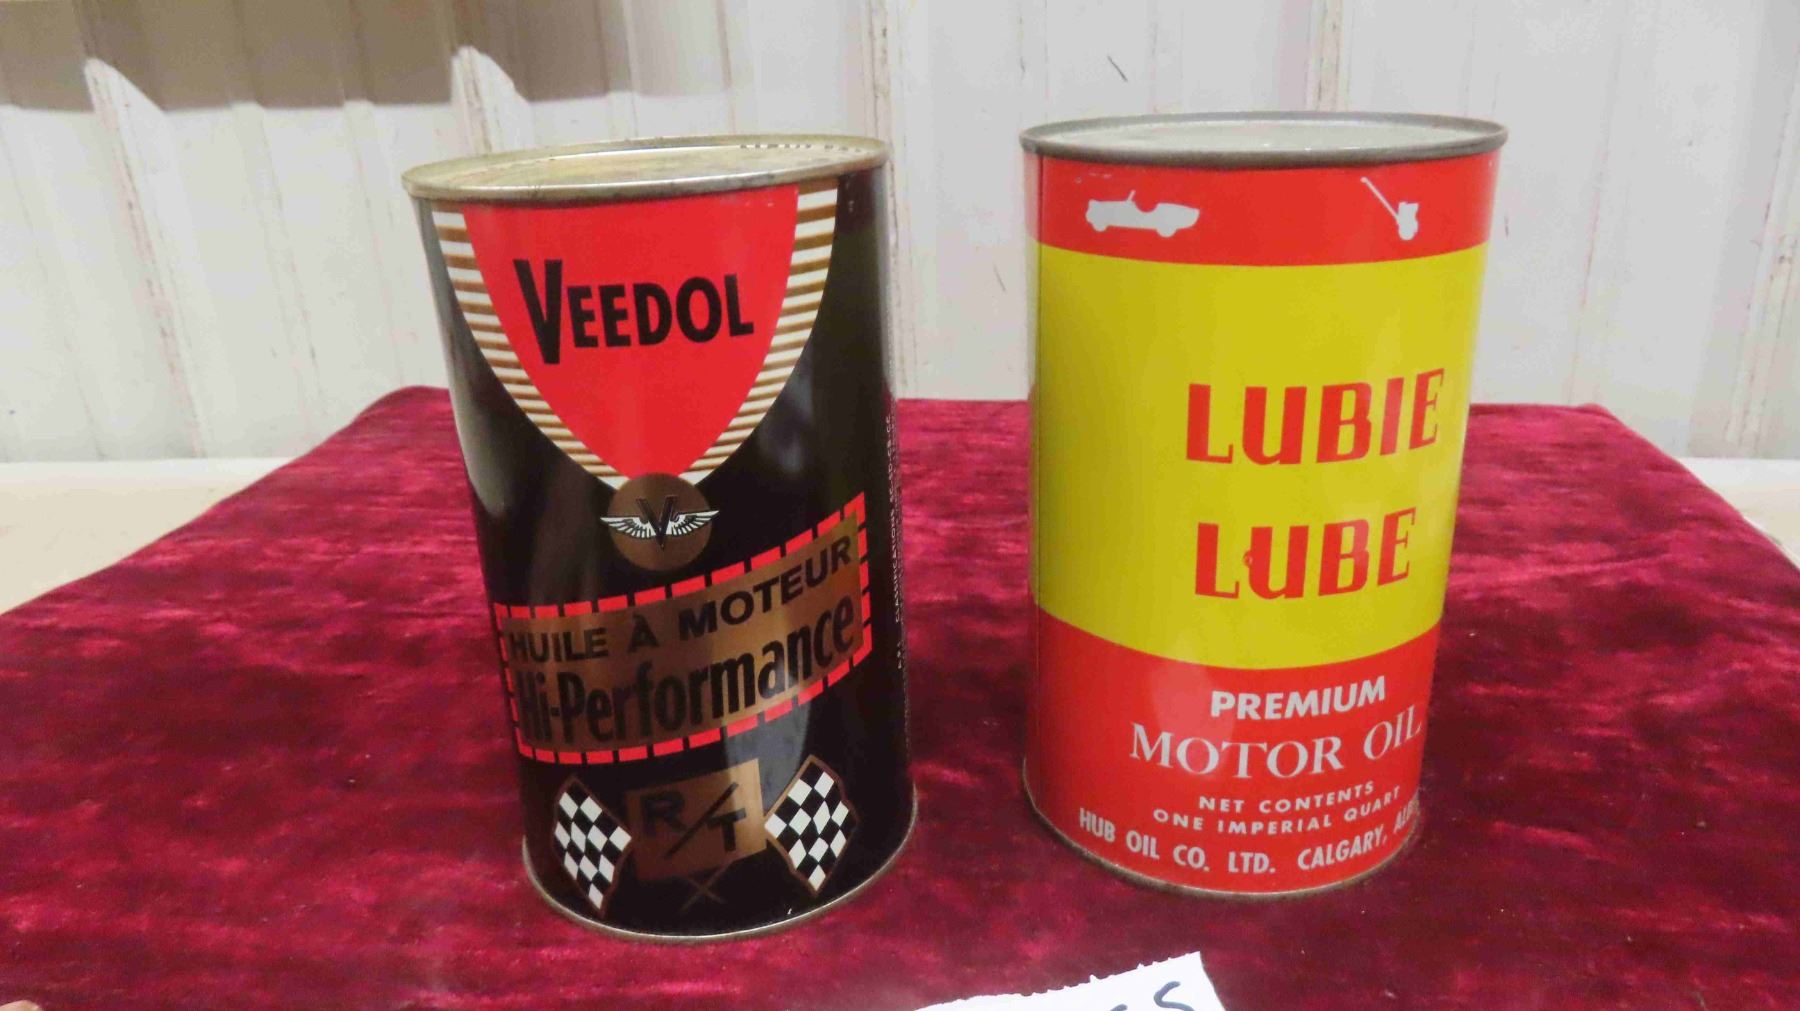 VEEDOL
V
HUILE À MOTEUR
Hi-Performance
R/T
LUBIE
LUBE
PREMIUM
MOTOR OIL
NET CONTENTS
ONE IMPERIAL QUART
HUB OIL CO. LTD. CALGARY,